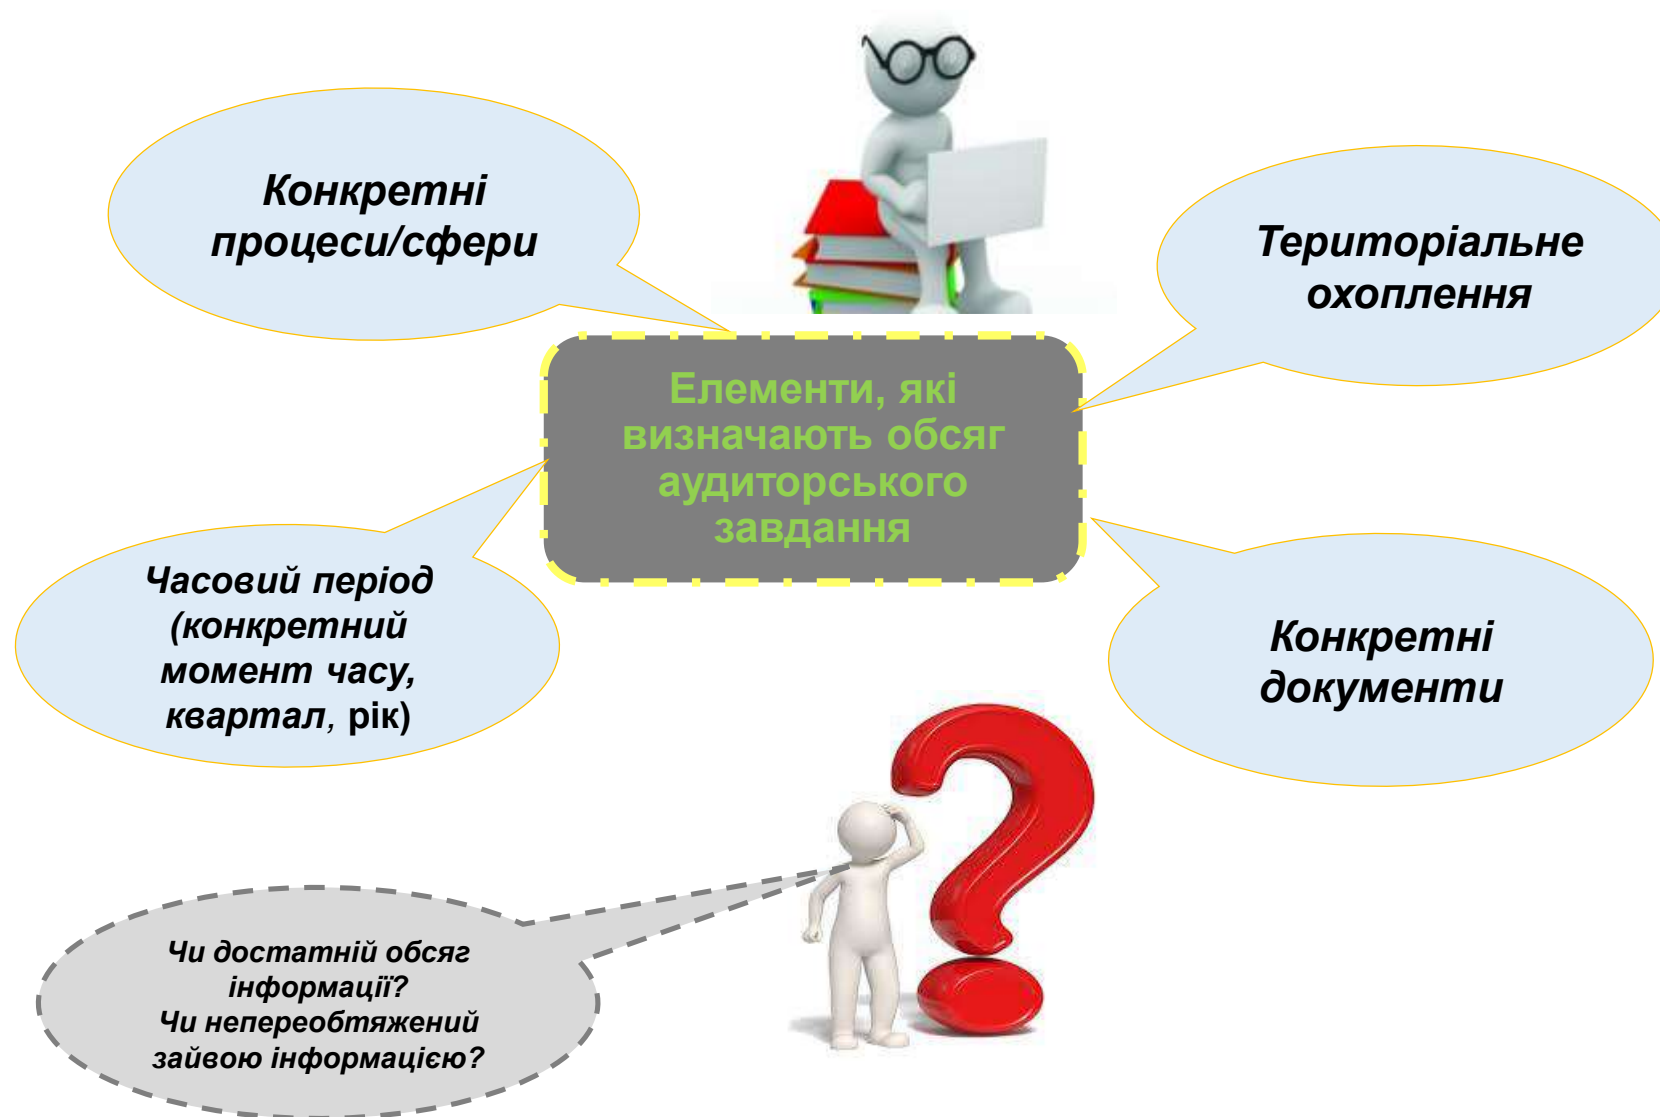 Конкретні
процеси/сфери
Територіальне
охоплення
Елементи, які
визначають обсяг
аудиторського
завдання
Часовий період
(конкретний
момент часу,
квартал, рік)
Конкретні
документи
Чи достатній обсяг
інформації?
Чи непереобтяжений
зайвою інформацією?